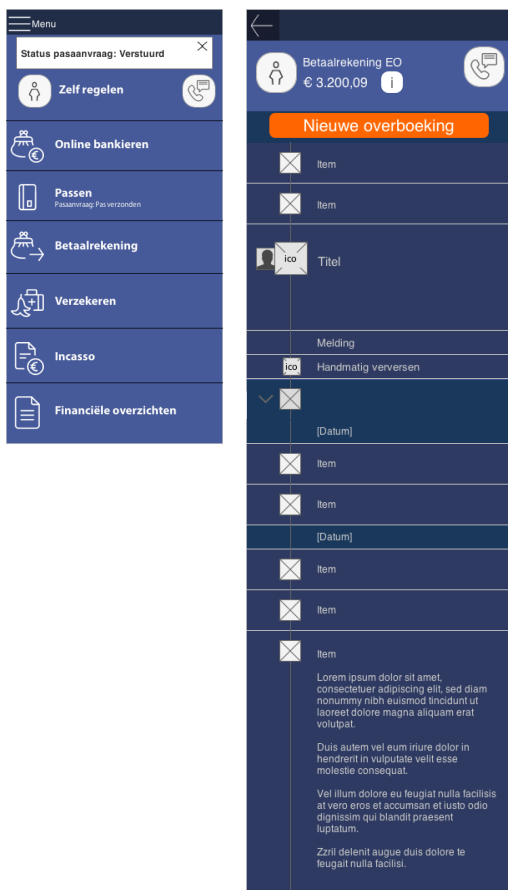 Menu
Status pasaanvraag: Verstuurd
Zelf regelen
Online bankieren
Passen
Pasaanvraag: Pas verzonden
Betaalrekening
Verzekeren
Incasso
Financiële overzichten
Betaalrekening EO
€ 3.200,09 i
Nieuwe overboeking
Item
Item
ico Titel
Melding
ico Handmatig verversen
[Datum]
Item
Item
[Datum]
Item
Item
Item
Lorem ipsum dolor sit amet,
consectetuer adipiscing elit, sed diam
nonummy nibh euismod tincidunt ut
laoreet dolore magna aliquam erat
volutpat.
Duis autem vel eum iriure dolor in
hendrerit in vulputate velit esse
molestie consequat.
Vel illum dolore eu feugiat nulla facilisis
at vero eros et accumsan et iusto odio
dignissim qui blandit praesent
luptatum.
Zzril delenit augue duis dolore te
feugait nulla facilisi.